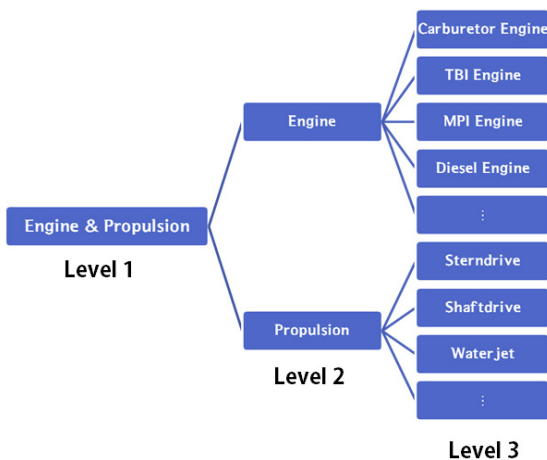 Carburetor Engine
TBI Engine
Engine
MPI Engine
Diesel Engine
⋮
Engine & Propulsion
Level 1
Sterndrive
Shaftdrive
Propulsion
Waterjet
Level 2
⋮
Level 3